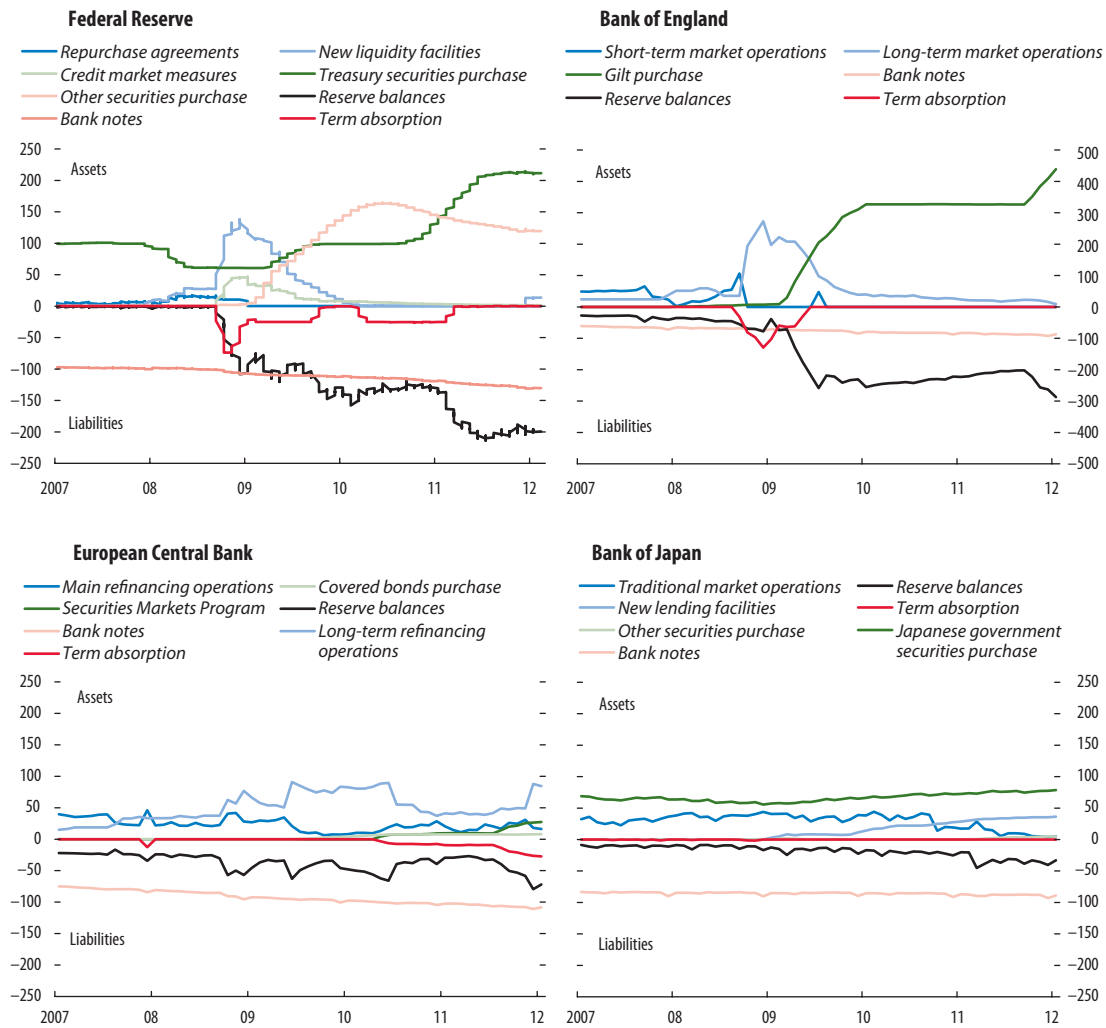 Federal Reserve
Repurchase agreements
New liquidity facilities
Credit market measures
Treasury securities purchase
Other securities purchase
Reserve balances
Bank notes
Term absorption
250
200
150
100
50
0
−50
−100
−150
−200
−250
Assets
Liabilities
2007 08 09 10 11 12
Bank of England
Short-term market operations
Long-term market operations
Gilt purchase
Bank notes
Reserve balances
Term absorption
500
400
300
200
100
0
−100
−200
−300
−400
−500
Assets
Liabilities
2007 08 09 10 11 12
European Central Bank
Main refinancing operations
Covered bonds purchase
Securities Markets Program
Reserve balances
Bank notes
Long-term refinancing
operations
Term absorption
250
200
150
100
50
0
−50
−100
−150
−200
−250
Assets
Liabilities
2007 08 09 10 11 12
Bank of Japan
Traditional market operations
Reserve balances
New lending facilities
Term absorption
Other securities purchase
Japanese government
securities purchase
Bank notes
250
200
150
100
50
0
−50
−100
−150
−200
−250
Assets
Liabilities
2007 08 09 10 11 12